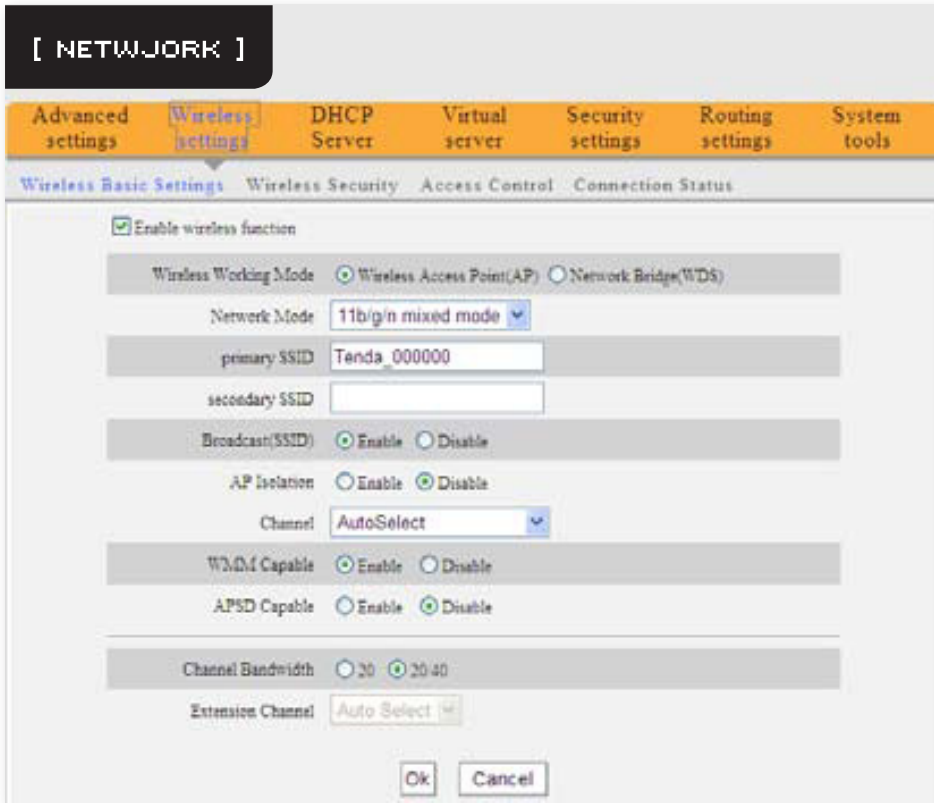 [ NETWJORK ]
Advanced settings Wireless settings DHCP Server Virtual server Security settings Routing settings System tools
Wireless Basic Settings Wireless Security Access Control Connection Status
Enable wireless function
Wireless Working Mode Wireless Access Point(AP) Network Bridge(WDS)
Network Mode 11b/g/n mixed mode
primary SSID Tenda_000000
secondary SSID
Broadcast(SSID) Enable Disable
AP Isolation Enable Disable
Channel AutoSelect
WMM Capable Enable Disable
APSD Capable Enable Disable
Channel Bandwidth 20 20/40
Extension Channel Auto Select
Ok Cancel